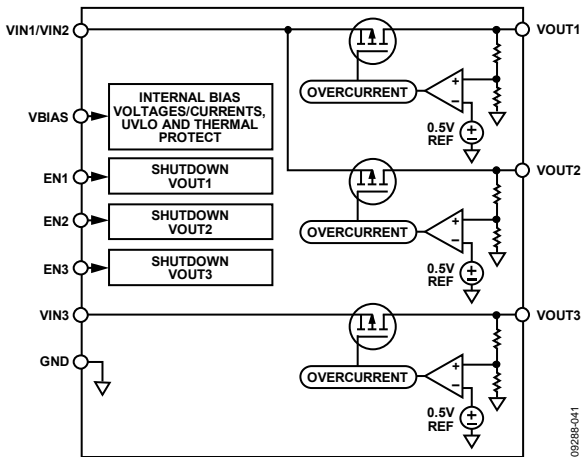 VIN1/VIN2
VOUT1
OVERCURRENT
+
–
0.5V
REF
VBIAS
INTERNAL BIAS
VOLTAGES/CURRENTS,
UVLO AND THERMAL
PROTECT
EN1
SHUTDOWN
VOUT1
VOUT2
EN2
SHUTDOWN
VOUT2
OVERCURRENT
+
–
0.5V
REF
EN3
SHUTDOWN
VOUT3
VIN3
VOUT3
GND
OVERCURRENT
+
–
0.5V
REF
09288-041